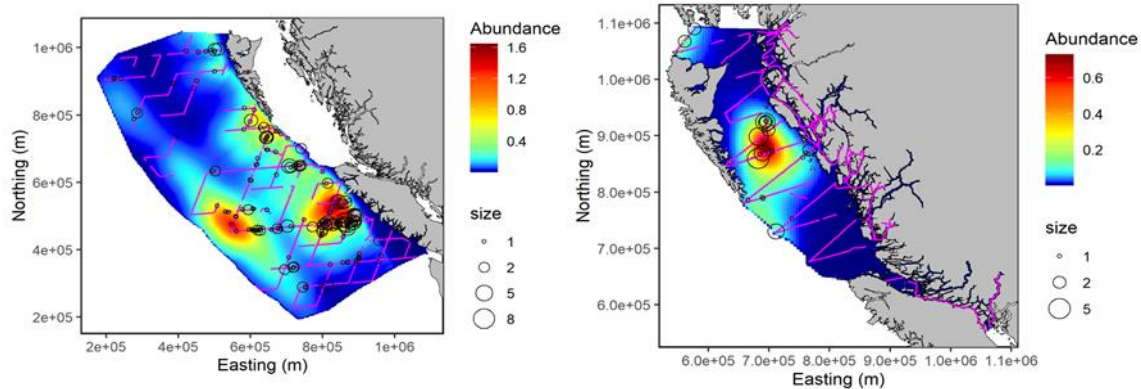 Abundance
1.6
1.2
0.8
0.4
size
1
2
5
8
1e+06
8e+05
6e+05
4e+05
2e+05
Northing (m)
2e+05 4e+05 6e+05 8e+05 1e+06
Easting (m)
Abundance
0.6
0.4
0.2
size
1
2
5
1.1e+06
1.0e+06
9.0e+05
8.0e+05
7.0e+05
6.0e+05
Northing (m)
6.0e+05 7.0e+05 8.0e+05 9.0e+05 1.0e+06 1.1e+06
Easting (m)